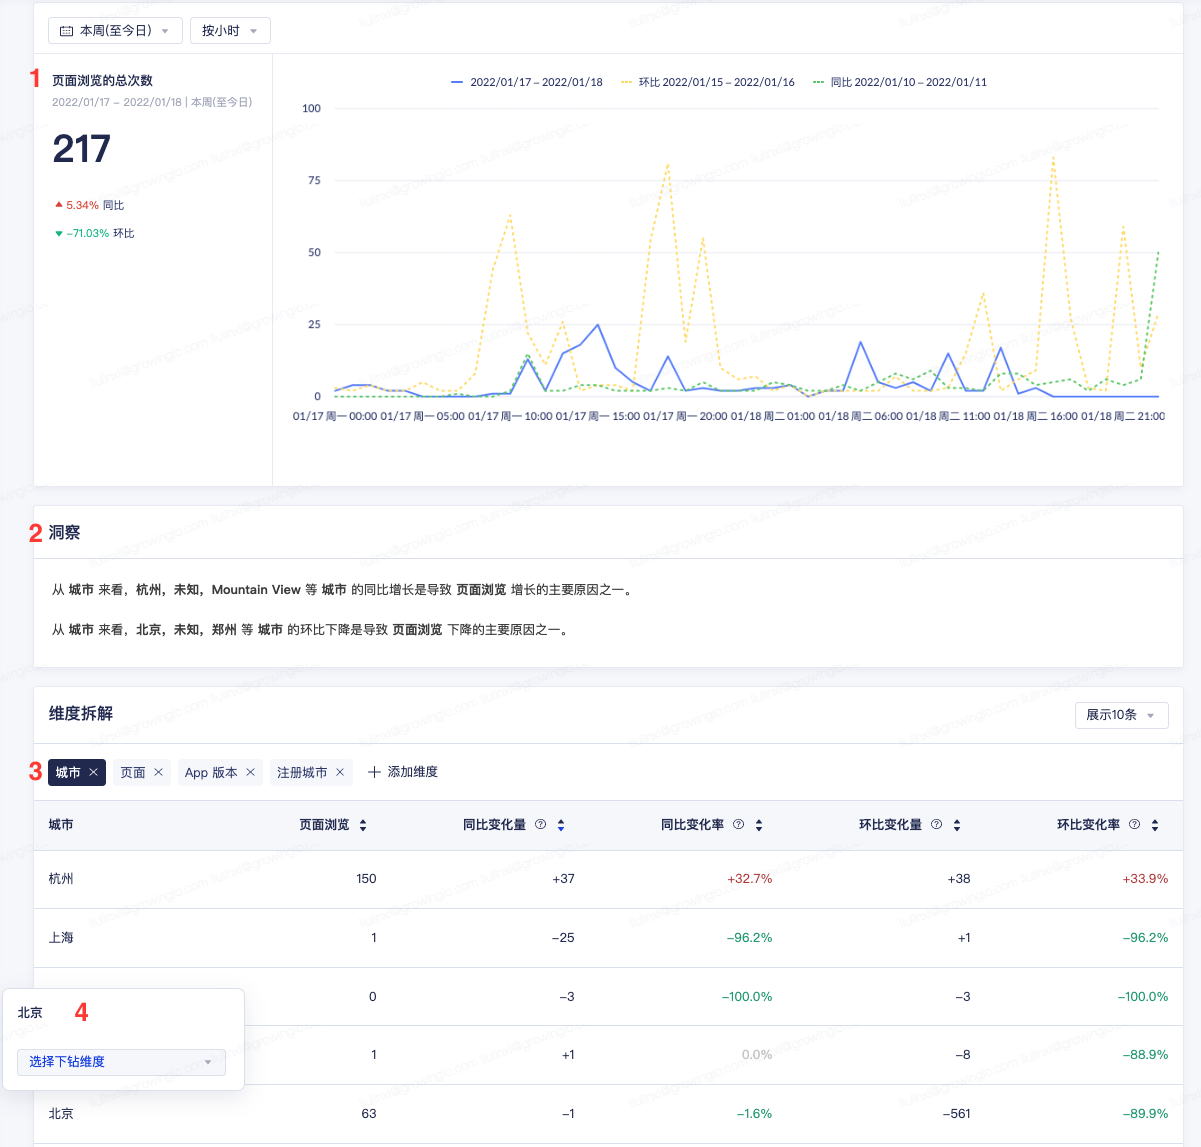 本周(至今日) 按小时
1 页面浏览的总次数
2022/01/17 – 2022/01/18 | 本周(至今日)
217
5.34% 同比
–71.03% 环比
2022/01/17 – 2022/01/18 环比 2022/01/15 – 2022/01/16 同比 2022/01/10 – 2022/01/11
100
75
50
25
0
01/17 周一 00:00 01/17 周一 05:00 01/17 周一 10:00 01/17 周一 15:00 01/17 周一 20:00 01/18 周二 01:00 01/18 周二 06:00 01/18 周二 11:00 01/18 周二 16:00 01/18 周二 21:00
2 洞察
从 城市 来看，杭州，未知，Mountain View 等 城市 的同比增长是导致 页面浏览 增长的主要原因之一。
从 城市 来看，北京，未知，郑州 等 城市 的环比下降是导致 页面浏览 下降的主要原因之一。
维度拆解 展示10条
3 城市 × 页面 × App 版本 × 注册城市 × + 添加维度
城市 页面浏览 同比变化量 ? 同比变化率 ? 环比变化量 ? 环比变化率 ?
杭州 150 +37 +32.7% +38 +33.9%
上海 1 –25 –96.2% +1 –96.2%
0 –3 –100.0% –3 –100.0%
北京 4
1 +1 0.0% –8 –88.9%
选择下钻维度
北京 63 –1 –1.6% –561 –89.9%